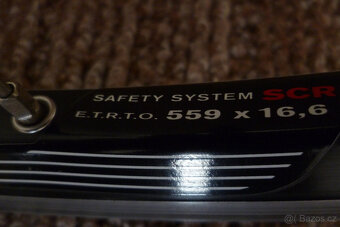 SAFETY SYSTEM SCR
E.T.R.T.O. 559 x 16,6
© Bazos.cz